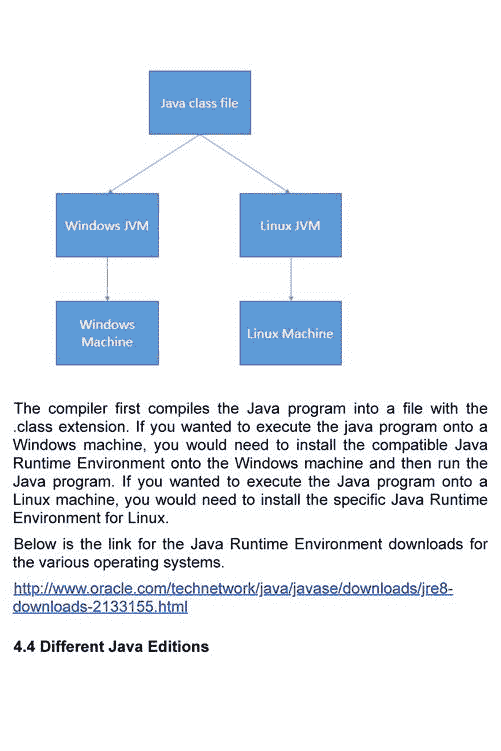 Java class file
Windows JVM
Linux JVM
Windows
Machine
Linux Machine
The compiler first compiles the Java program into a file with the
.class extension. If you wanted to execute the java program onto a
Windows machine, you would need to install the compatible Java
Runtime Environment onto the Windows machine and then run the
Java program. If you wanted to execute the Java program onto a
Linux machine, you would need to install the specific Java Runtime
Environment for Linux.
Below is the link for the Java Runtime Environment downloads for
the various operating systems.
http://www.oracle.com/technetwork/java/javase/downloads/jre8-
downloads-2133155.html
4.4 Different Java Editions